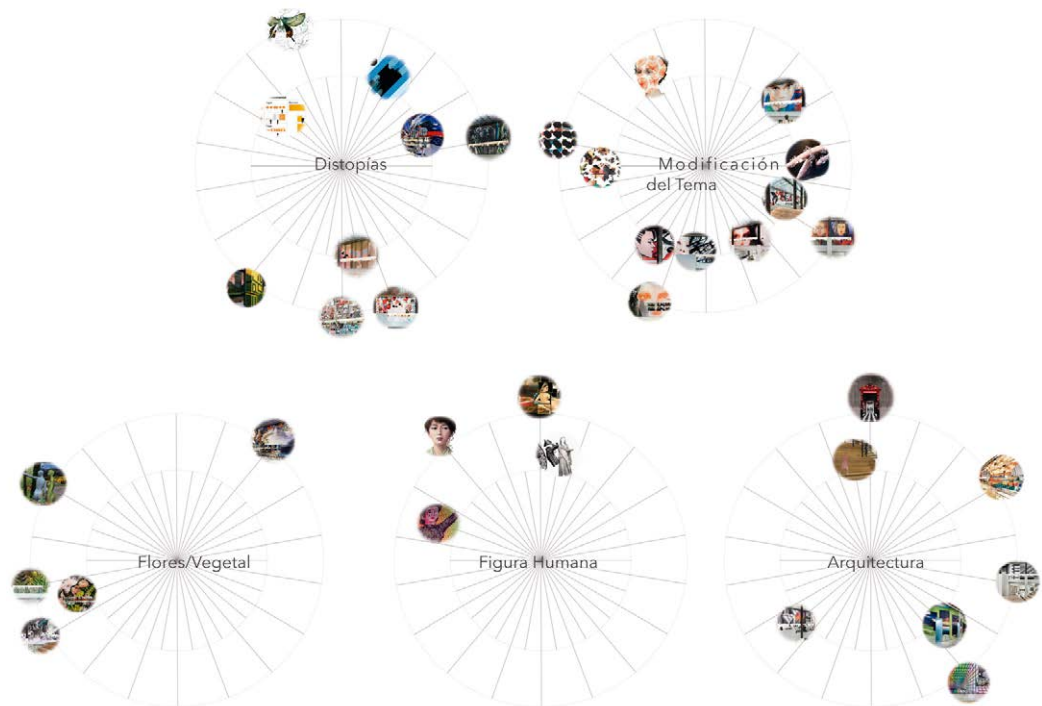 Distopías
Modificación
del Tema
Flores/Vegetal
Figura Humana
Arquitectura